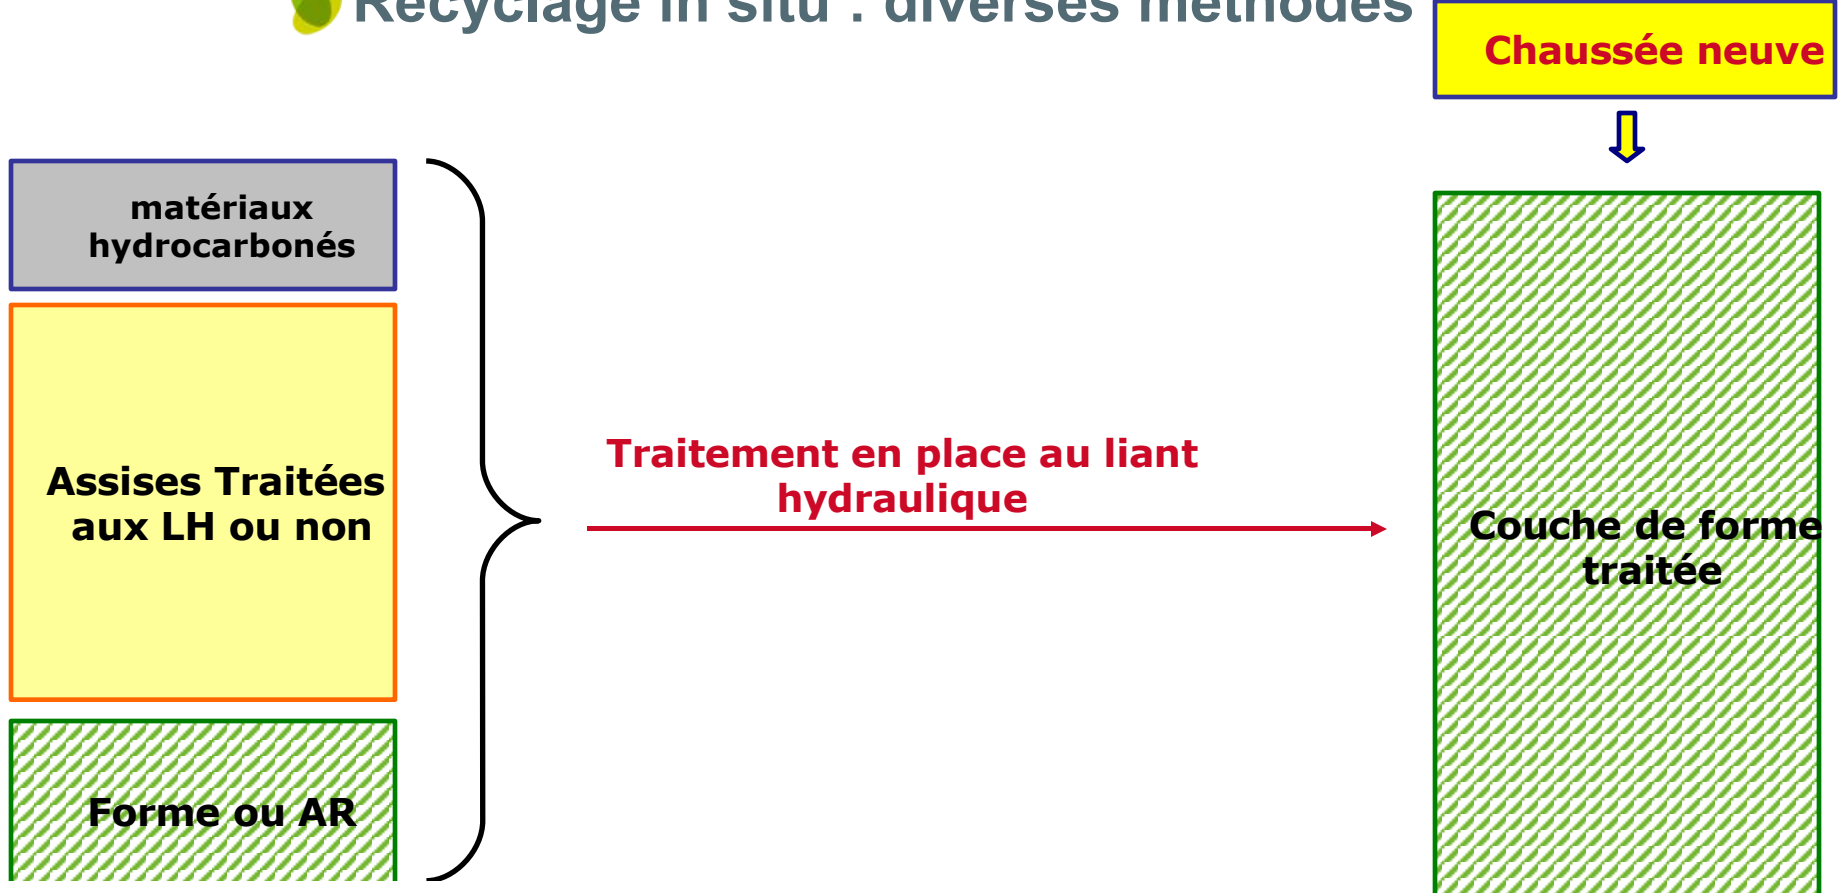 Recyclage in situ : diverses méthodes
Chaussée neuve
matériaux
hydrocarbonés
Assises Traitées
aux LH ou non
Forme ou AR
Traitement en place au liant
hydraulique
Couche de forme
traitée